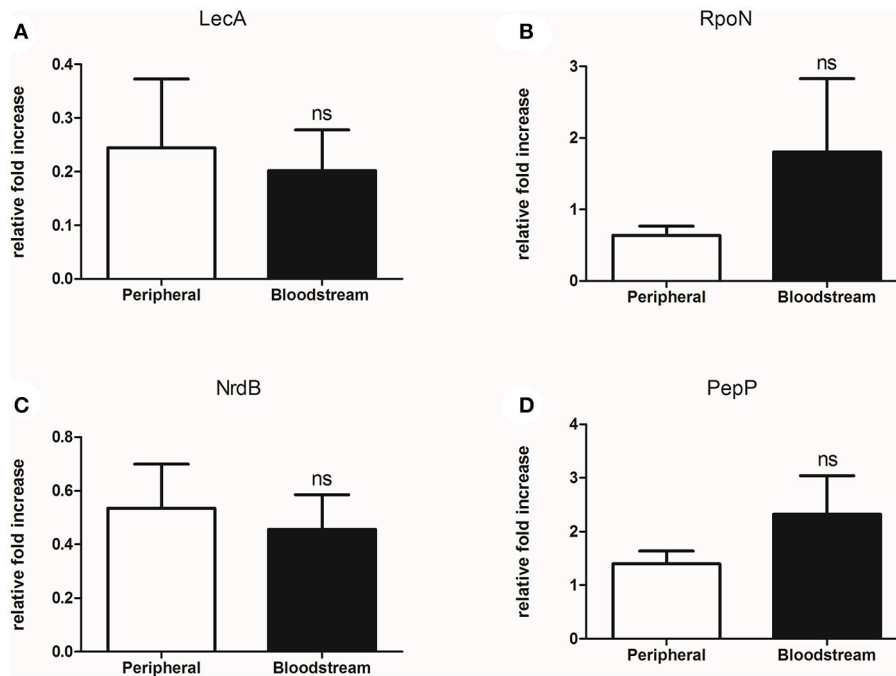 A
LecA
relative fold increase
0.4
0.3
0.2
0.1
0.0
ns
Peripheral
Bloodstream
B
RpoN
relative fold increase
3
2
1
0
ns
Peripheral
Bloodstream
C
NrdB
relative fold increase
0.8
0.6
0.4
0.2
0.0
ns
Peripheral
Bloodstream
D
PepP
relative fold increase
4
3
2
1
0
ns
Peripheral
Bloodstream